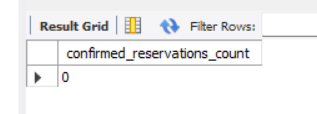 Result Grid Filter Rows:
confirmed_reservations_count
0